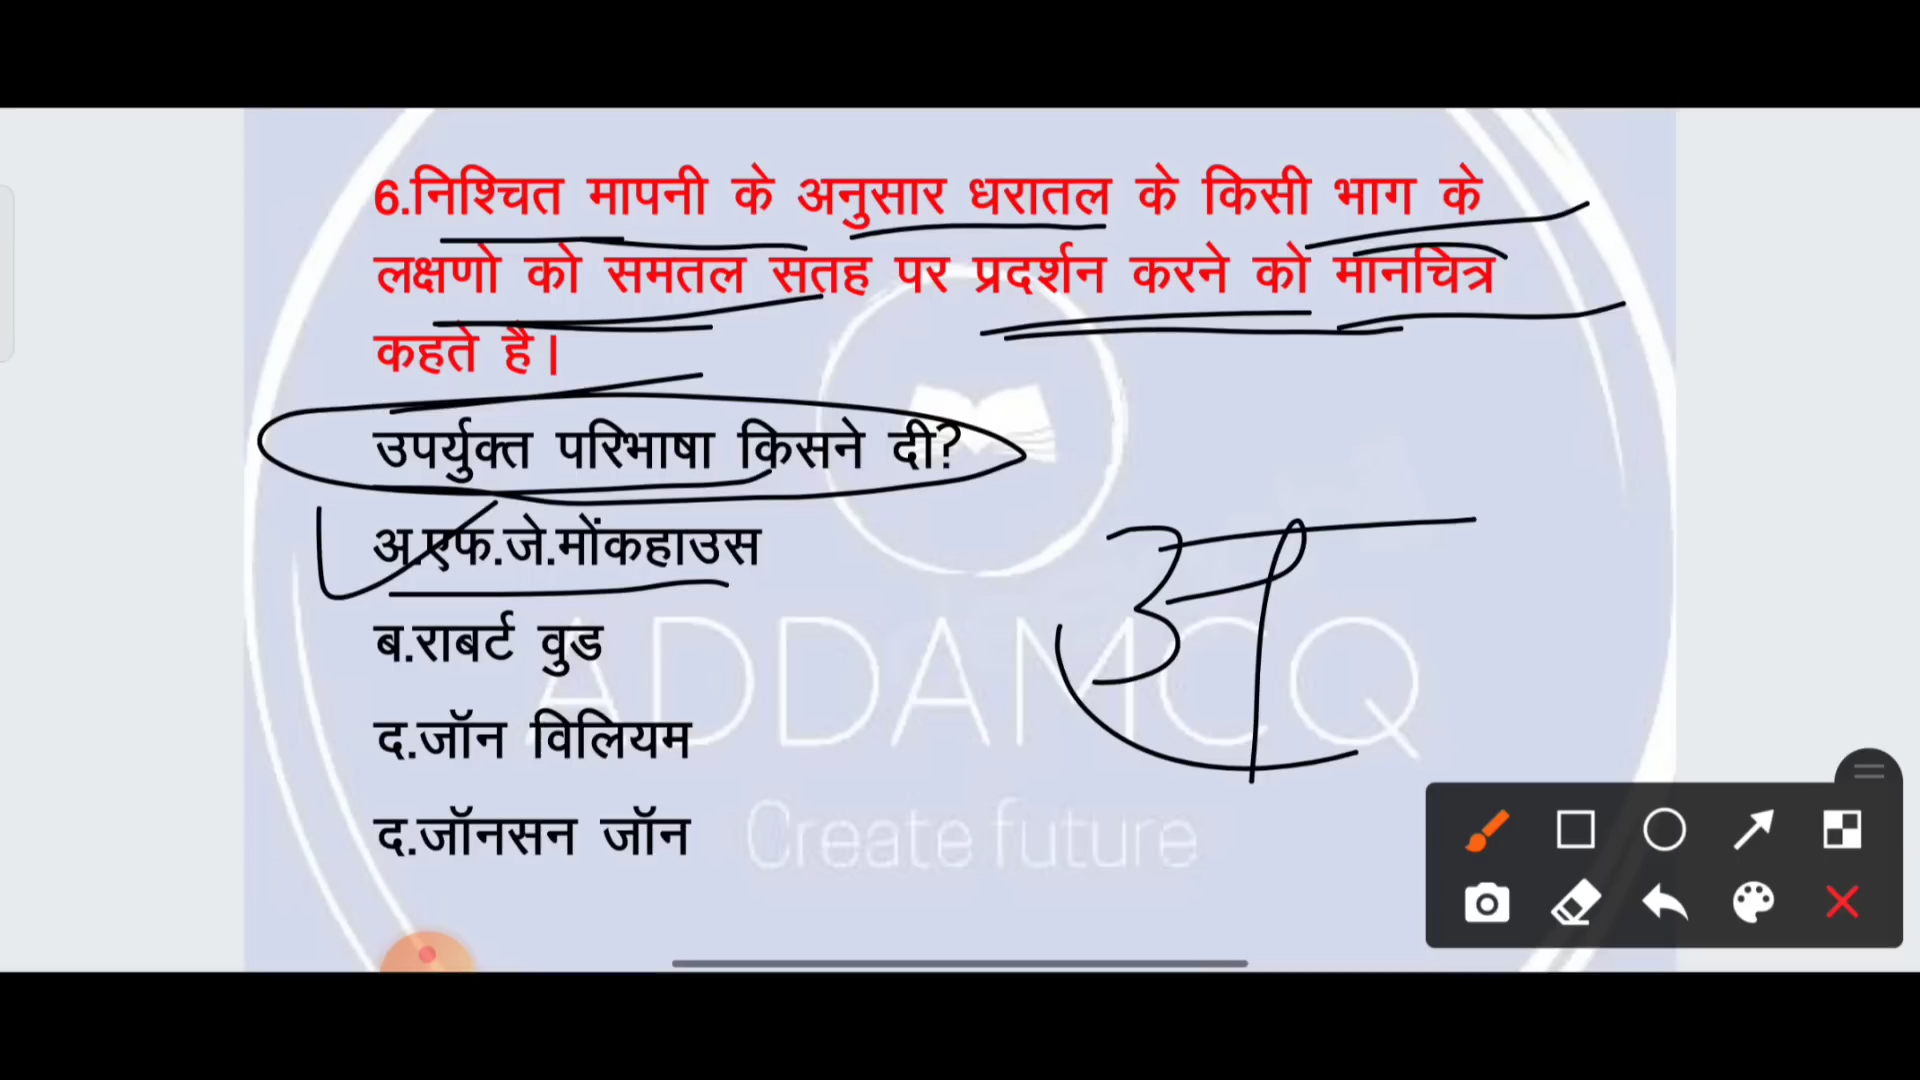 6.निश्चित मापनी के अनुसार धरातल के किसी भाग के
लक्षणो को समतल सतह पर प्रदर्शन करने को मानचित्र
कहते है।
उपर्युक्त परिभाषा किसने दी?
अ.एफ.जे.मोंकहाउस
ब.राबर्ट वुड
द.जॉन विलियम
द.जॉनसन जॉन
अ
ADDAMCQ
Create future